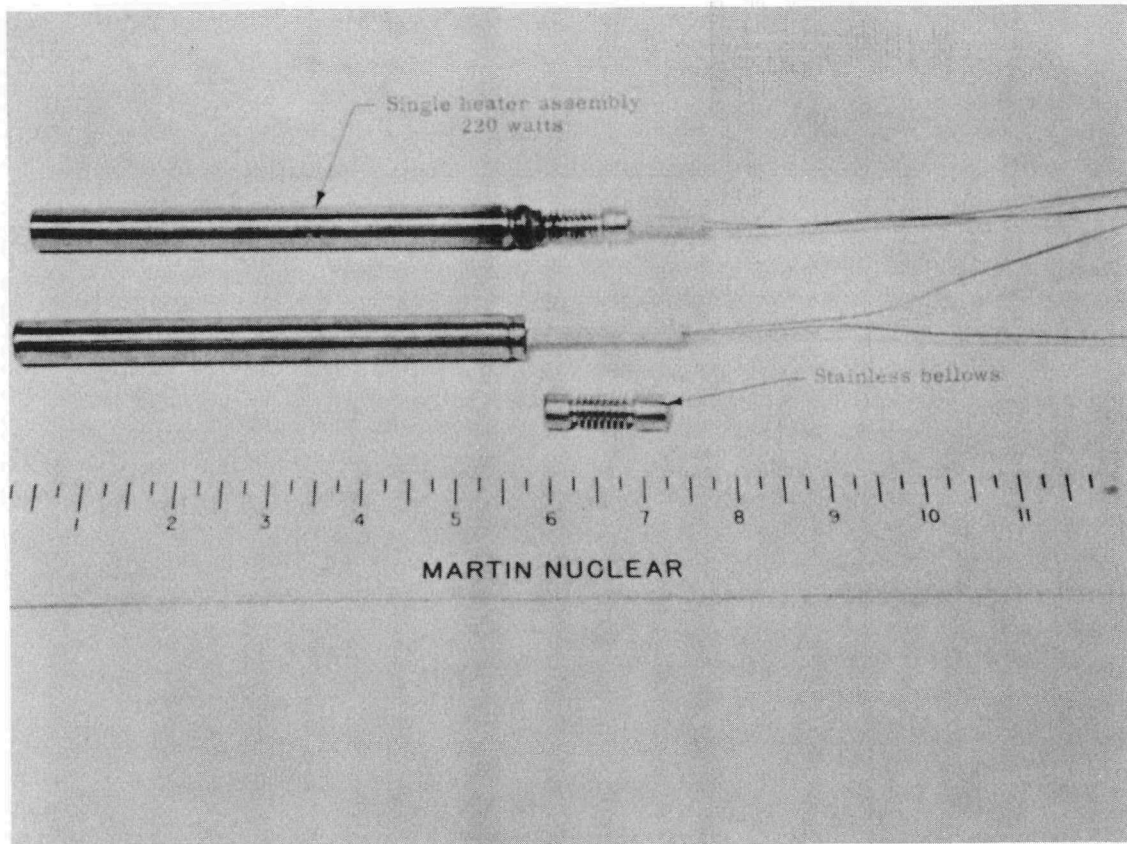 Single heater assembly
220 watts
Stainless bellows
1 2 3 4 5 6 7 8 9 10 11
MARTIN NUCLEAR